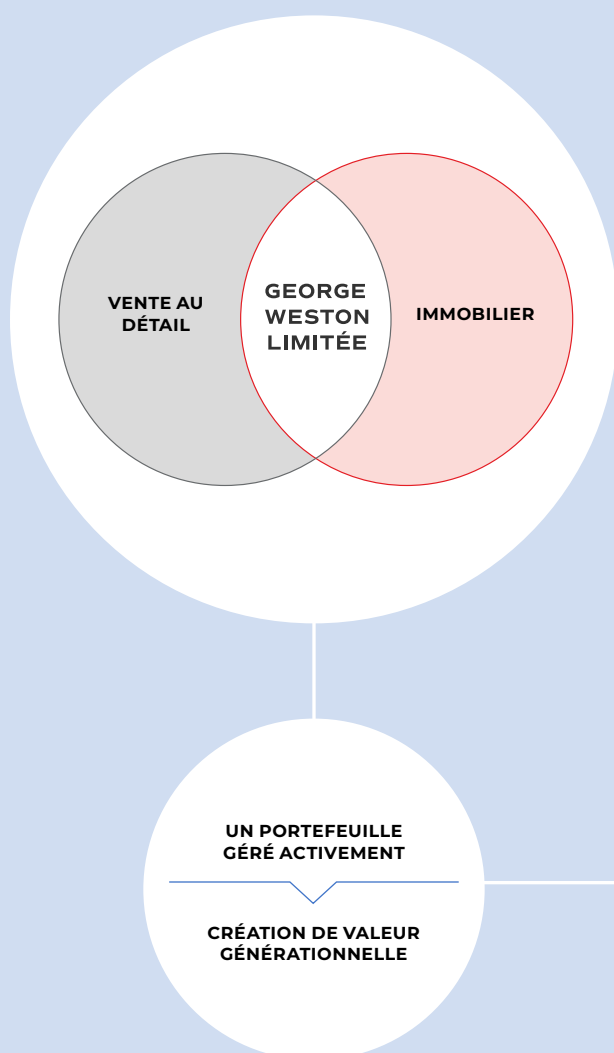 VENTE AU
DÉTAIL
GEORGE
WESTON
LIMITÉE
IMMOBILIER
UN PORTEFEUILLE
GÉRÉ ACTIVEMENT
CRÉATION DE VALEUR
GÉNÉRATIONNELLE